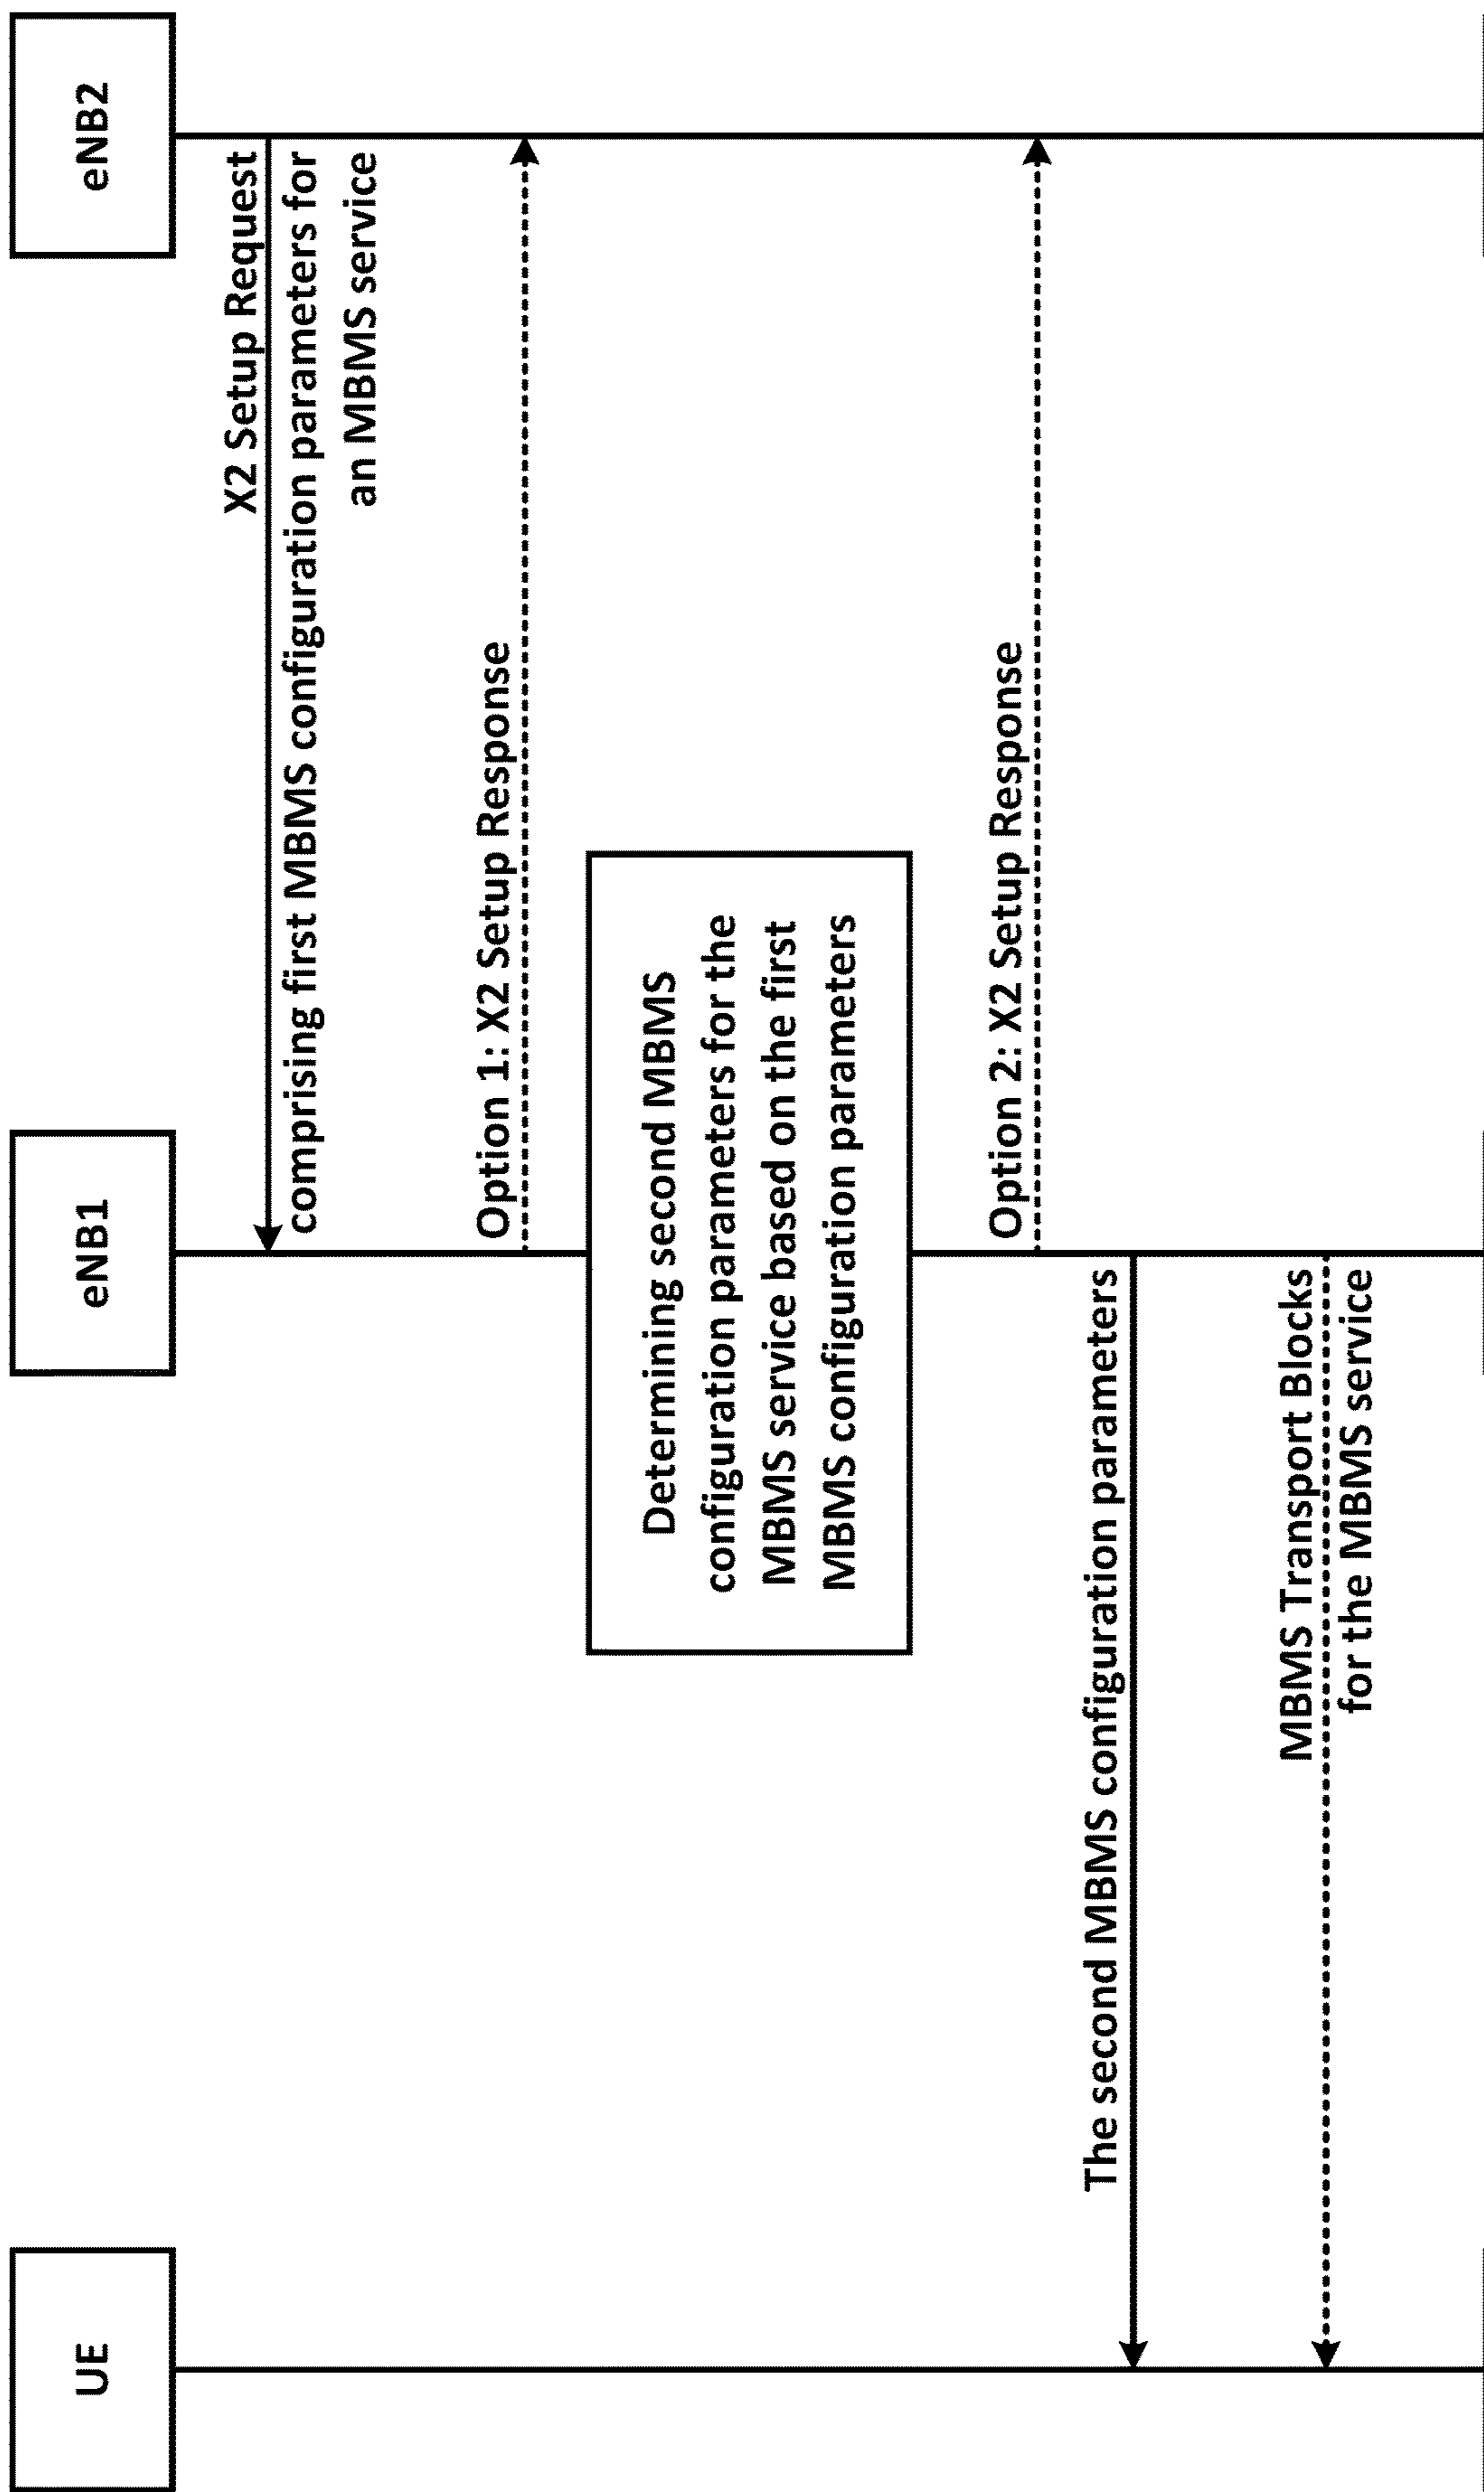 UE
eNB1
eNB2
X2 Setup Request
comprising first MBMS configuration parameters for
an MBMS service
Option 1: X2 Setup Response
Determining second MBMS
configuration parameters for the
MBMS service based on the first
MBMS configuration parameters
Option 2: X2 Setup Response
The second MBMS configuration parameters
MBMS Transport Blocks
for the MBMS service